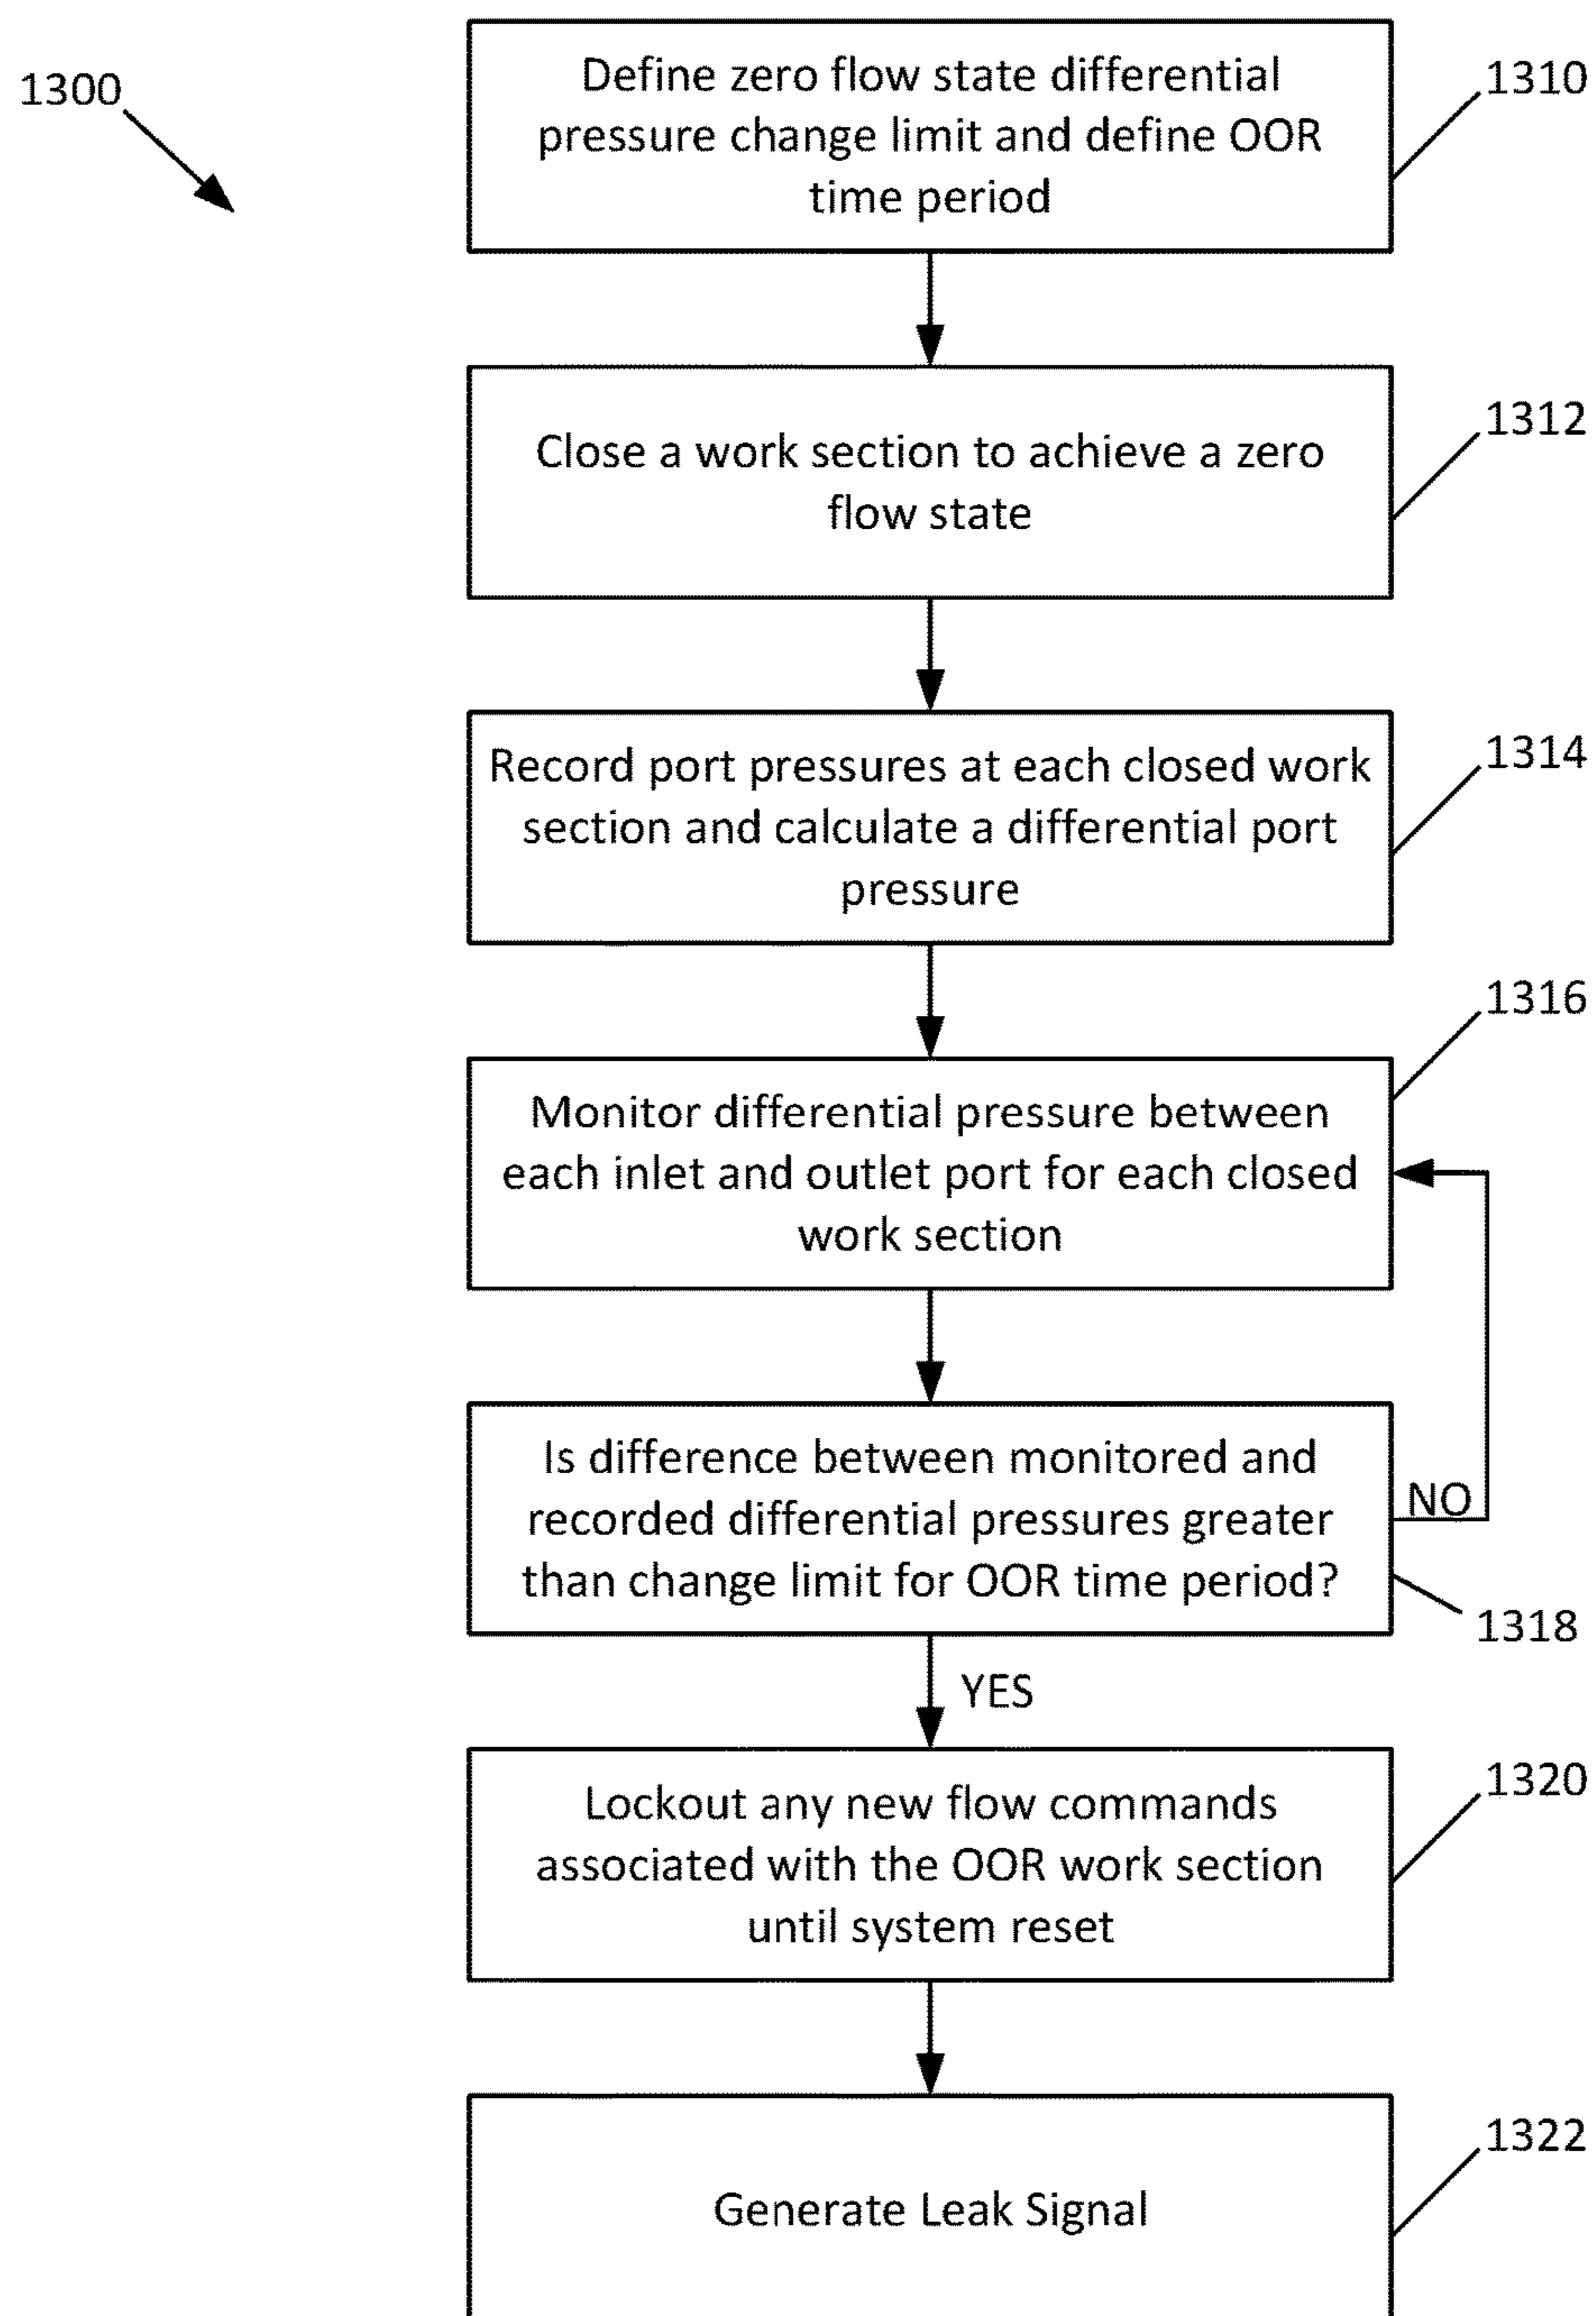 1300
Define zero flow state differential
pressure change limit and define OOR
time period
1310
Close a work section to achieve a zero
flow state
1312
Record port pressures at each closed work
section and calculate a differential port
pressure
1314
Monitor differential pressure between
each inlet and outlet port for each closed
work section
1316
Is difference between monitored and
recorded differential pressures greater
than change limit for OOR time period?
NO
1318
YES
Lockout any new flow commands
associated with the OOR work section
until system reset
1320
Generate Leak Signal
1322